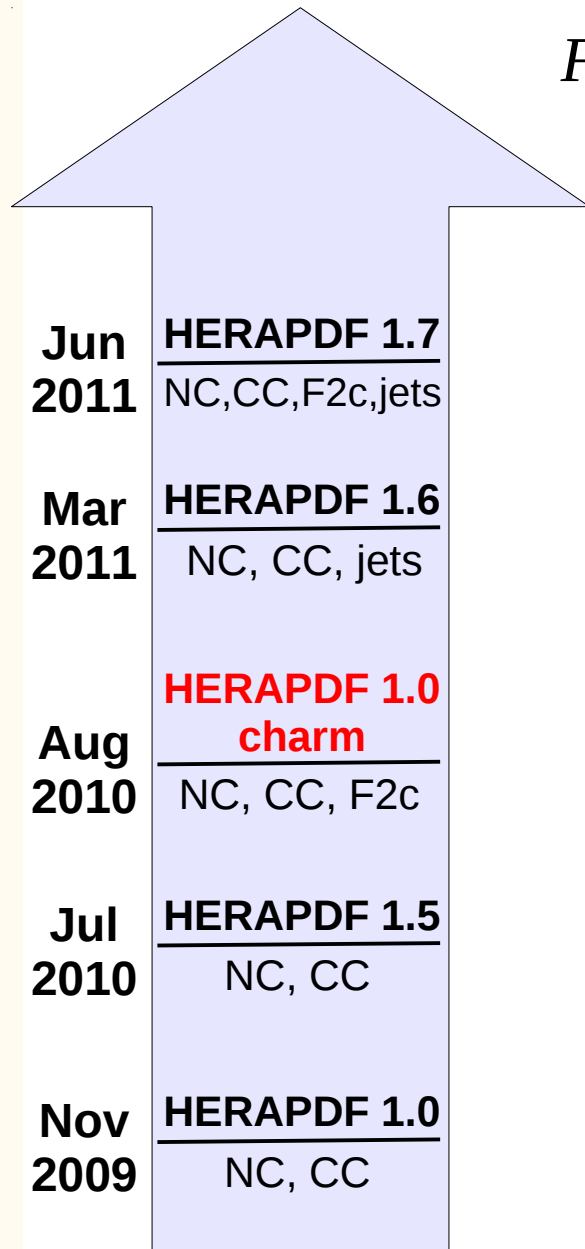 Jun
2011
HERAPDF 1.7
NC,CC,F2c,jets
Mar
2011
HERAPDF 1.6
NC, CC, jets
Aug
2010
HERAPDF 1.0
charm
NC, CC, F2c
Jul
2010
HERAPDF 1.5
NC, CC
Nov
2009
HERAPDF 1.0
NC, CC